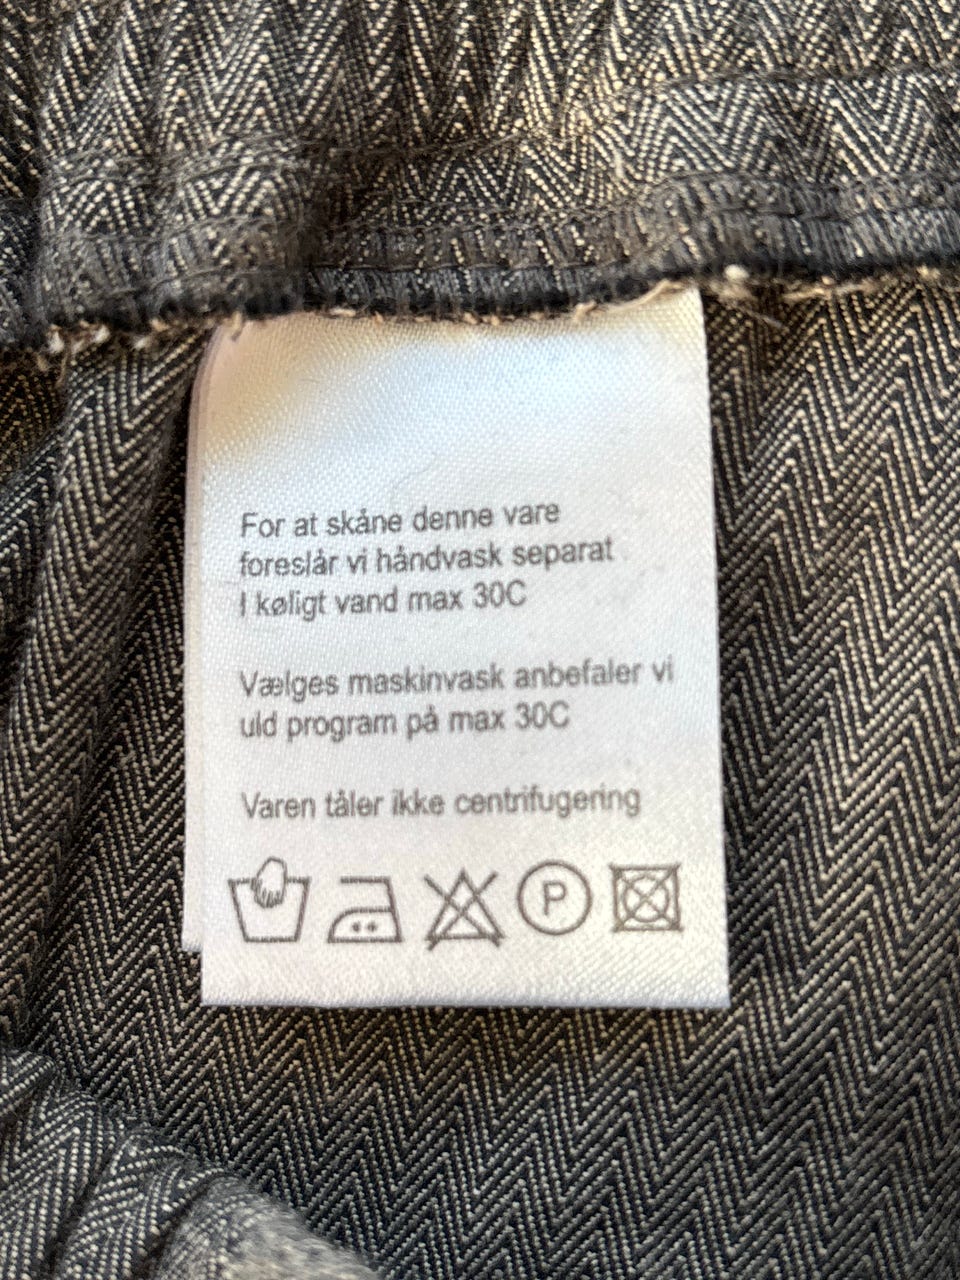 For at skåne denne vare
foreslår vi håndvask separat
I køligt vand max 30C
Vælges maskinvask anbefaler vi
uld program på max 30C
Varen tåler ikke centrifugering
P